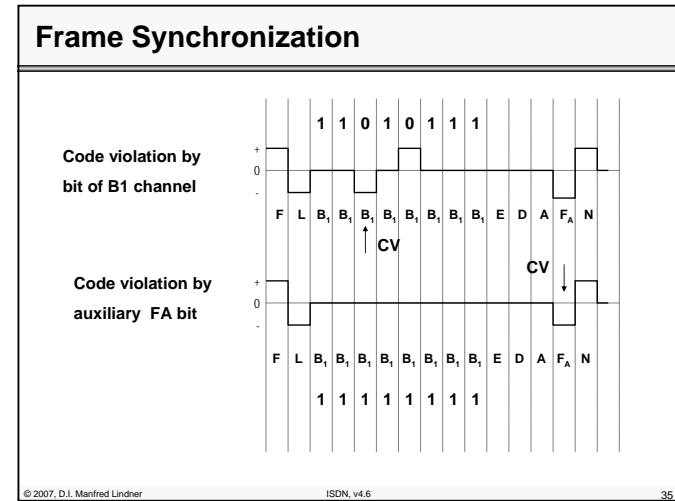 Frame Synchronization
1 1 0 1 0 1 1 1
Code violation by
bit of B1 channel
+
0
-
F L B1 B1 B1 B1 B1 B1 B1 B1 E D A FA N
CV
CV
Code violation by
auxiliary FA bit
+
0
-
F L B1 B1 B1 B1 B1 B1 B1 B1 E D A FA N
1 1 1 1 1 1 1 1
© 2007, D.I. Manfred Lindner ISDN, v4.6 35